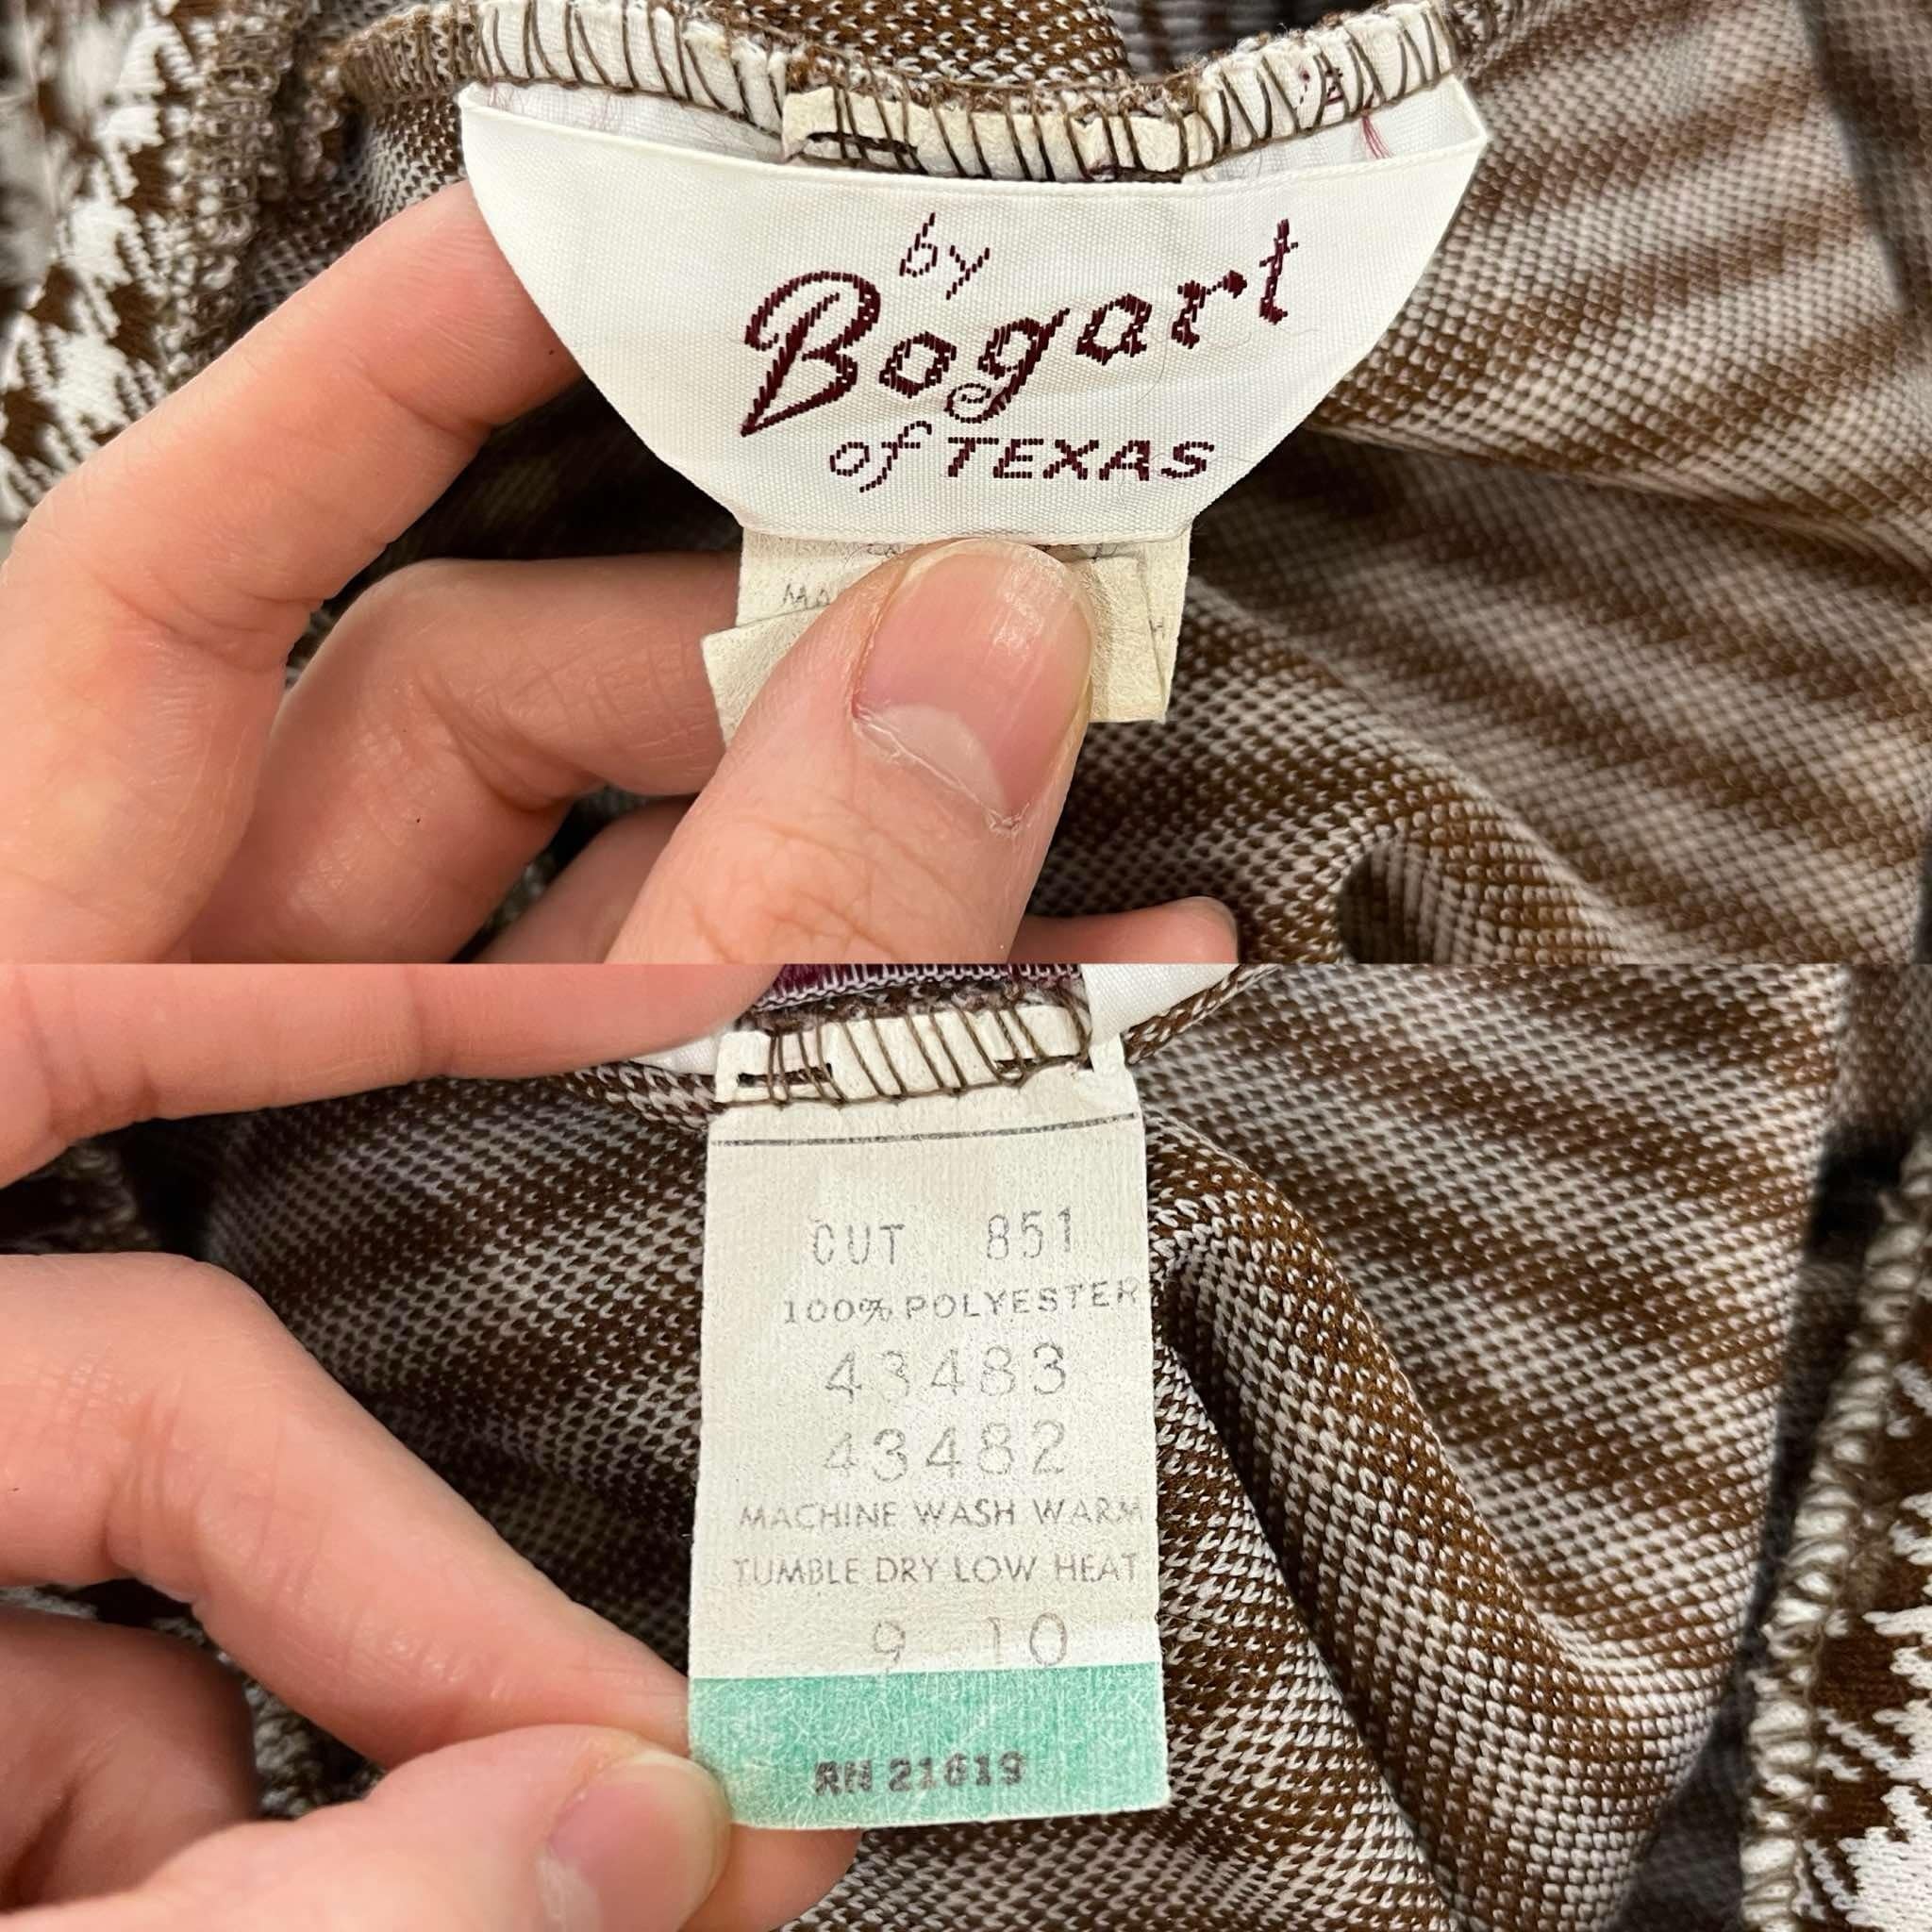 by
Bogart
of TEXAS
MA
H
CUT 851
100% POLYESTER
43483
43482
MACHINE WASH WARM
TUMBLE DRY LOW HEAT
9 10
RN 21619